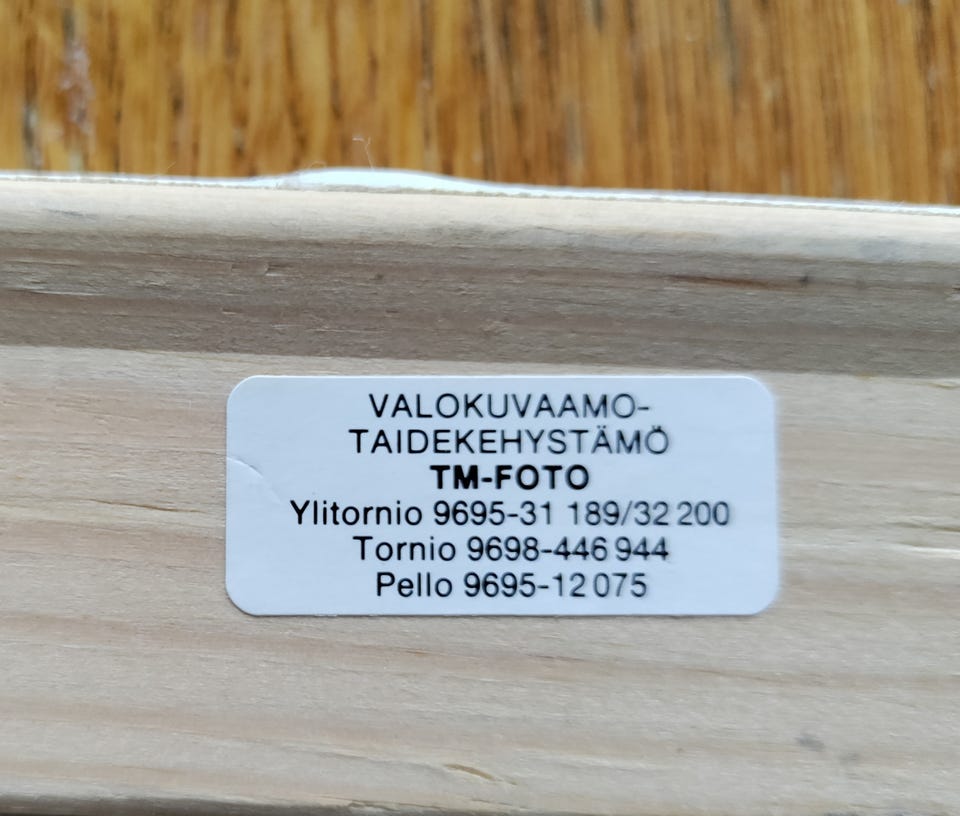 VALOKUVAAMO-
TAIDEKEHYSTÄMÖ
TM-FOTO
Ylitornio 9695-31 189/32 200
Tornio 9698-446 944
Pello 9695-12 075